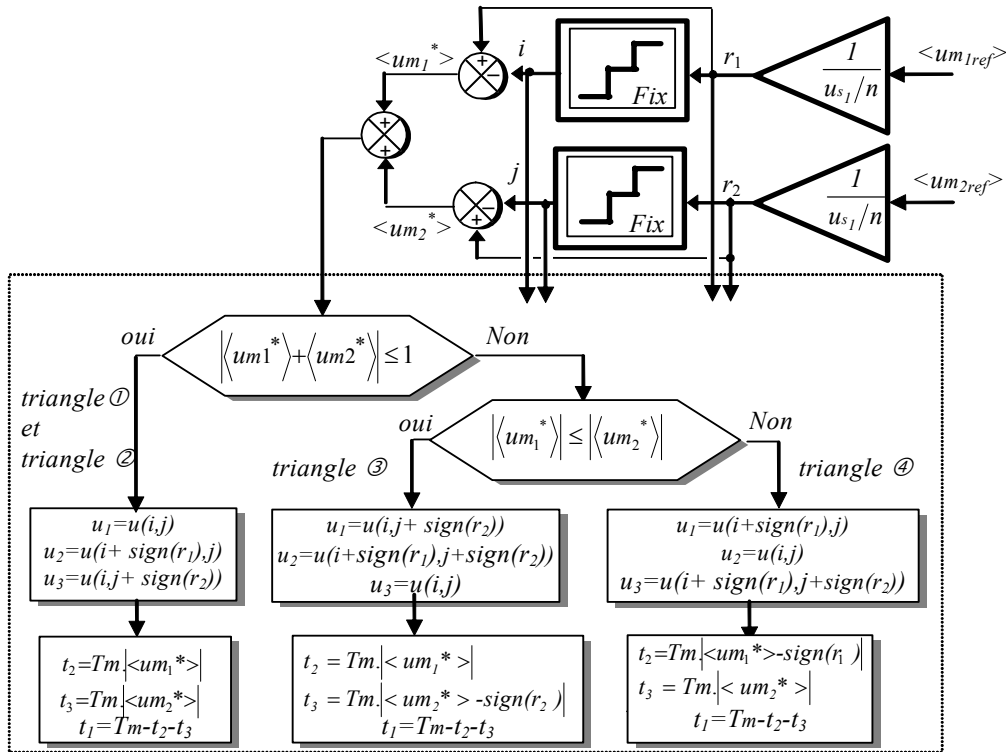 <um₁*>
i
Fix
r₁
1
uₛ₁/n
<um₁ref>
+
−
+
+
<um₂*>
j
Fix
r₂
1
uₛ₁/n
<um₂ref>
−
+
oui
|⟨um1*⟩+⟨um2*⟩| ≤ 1
Non
triangle ①
et
triangle ②
oui
|⟨um₁*⟩| ≤ |⟨um₂*⟩|
Non
triangle ③
triangle ④
u₁=u(i,j)
u₂=u(i+ sign(r₁),j)
u₃=u(i,j+ sign(r₂))
u₁=u(i,j+ sign(r₂))
u₂=u(i+sign(r₁),j+sign(r₂))
u₃=u(i,j)
u₁=u(i+sign(r₁),j)
u₂=u(i,j)
u₃=u(i+ sign(r₁),j+sign(r₂))
t₂=Tm.|<um₁*>|
t₃=Tm.|<um₂*>|
t₁=Tm-t₂-t₃
t₂ = Tm.|< um₁* >|
t₃ = Tm.|< um₂* > -sign(r₂ )|
t₁=Tm-t₂-t₃
t₂=Tm.|<um₁*>-sign(r₁ )|
t₃ = Tm.|< um₂* >|
t₁=Tm-t₂-t₃